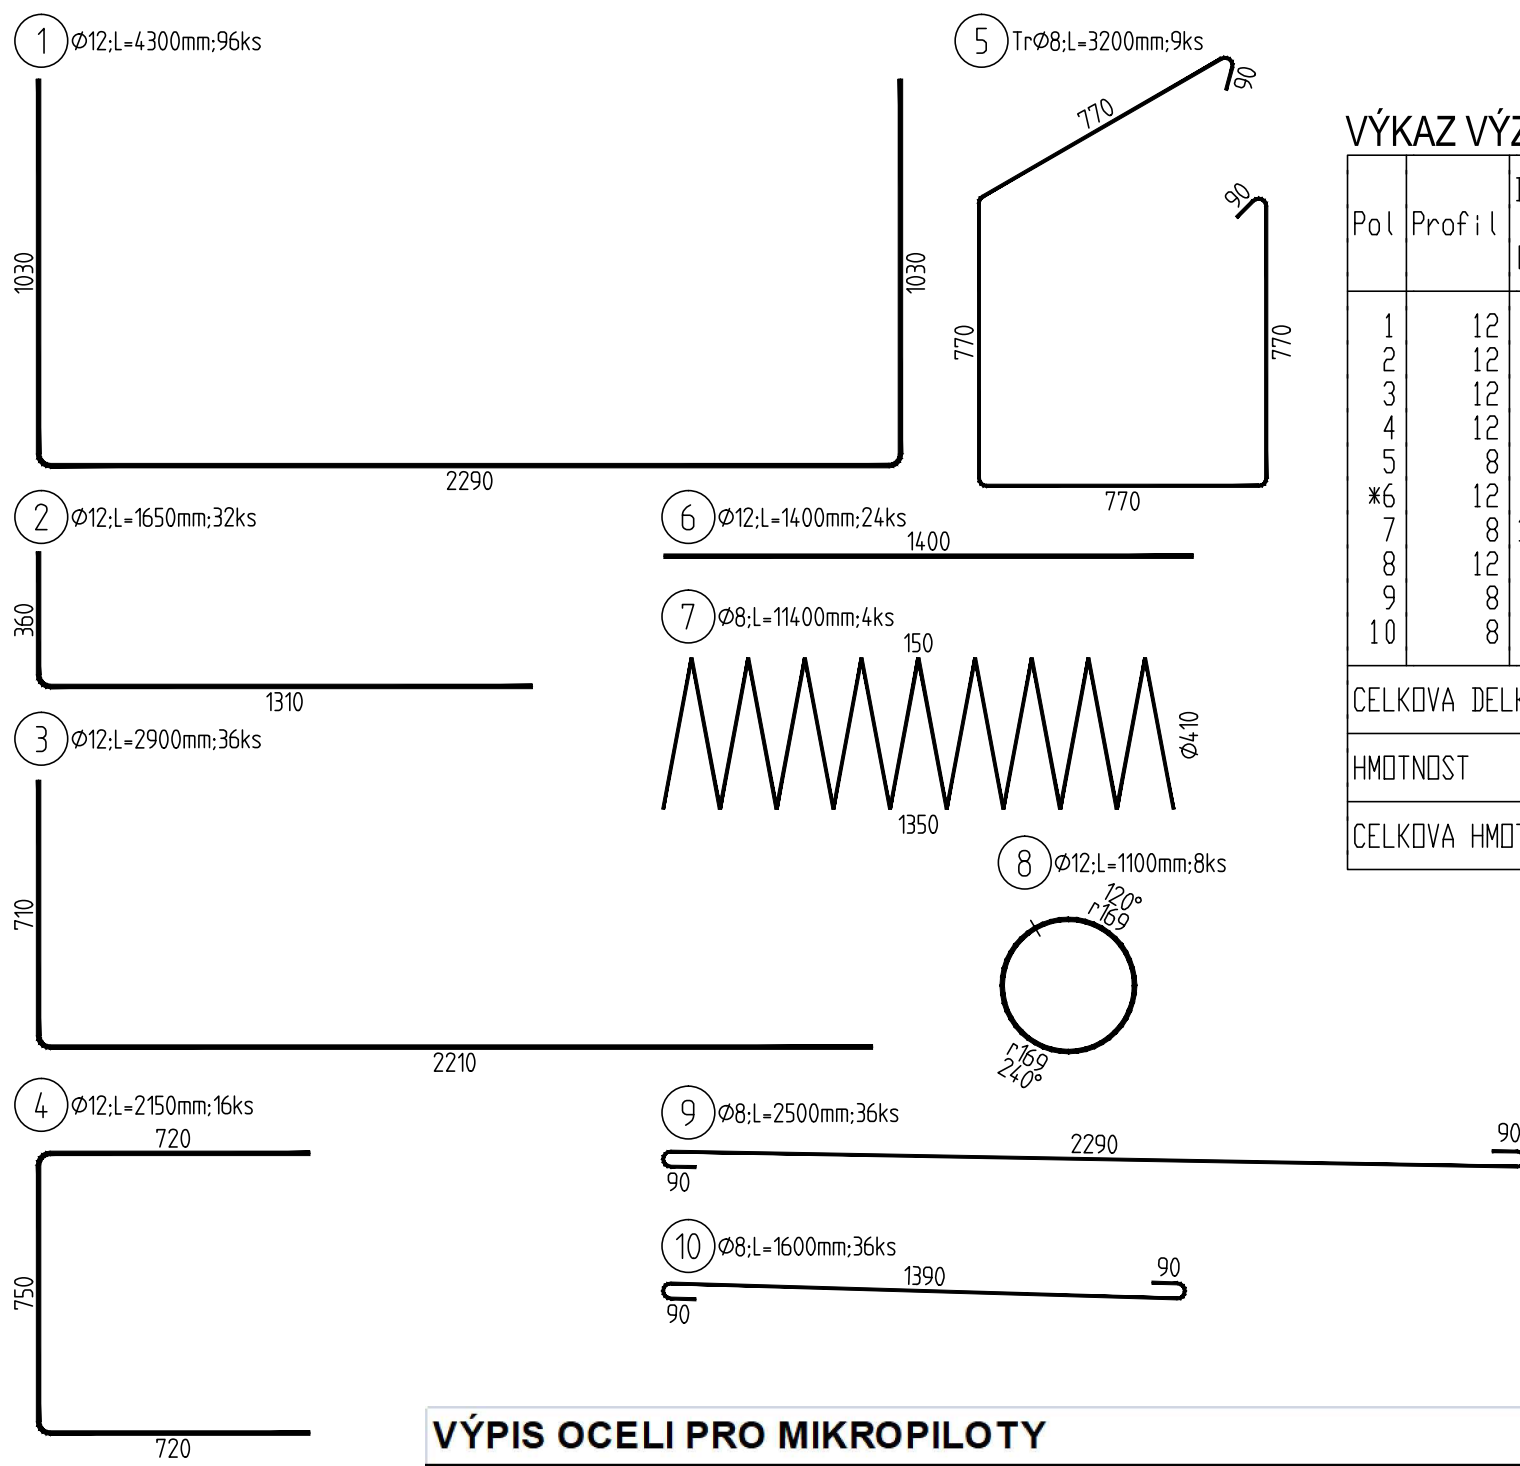 1 Ø12;L=4300mm;96ks
1030
1030
2290
2 Ø12;L=1650mm;32ks
360
1310
3 Ø12;L=2900mm;36ks
710
2210
4 Ø12;L=2150mm;16ks
720
750
720
5 TrØ8;L=3200mm;9ks
770
90
90
770
770
770
6 Ø12;L=1400mm;24ks
1400
7 Ø8;L=11400mm;4ks
150
Ø410
1350
8 Ø12;L=1100mm;8ks
120°
r169
r169
240°
9 Ø8;L=2500mm;36ks
2290
90
90
10 Ø8;L=1600mm;36ks
1390
90
90
VÝKAZ
Pol Profil
1 12
2 12
3 12
4 12
5 8
*6 12
7 8
8 12
9 8
10 8
CELKOVA
HMOTNOST
CELKOVA
VÝPIS OCELI PRO MIKROPILOTY